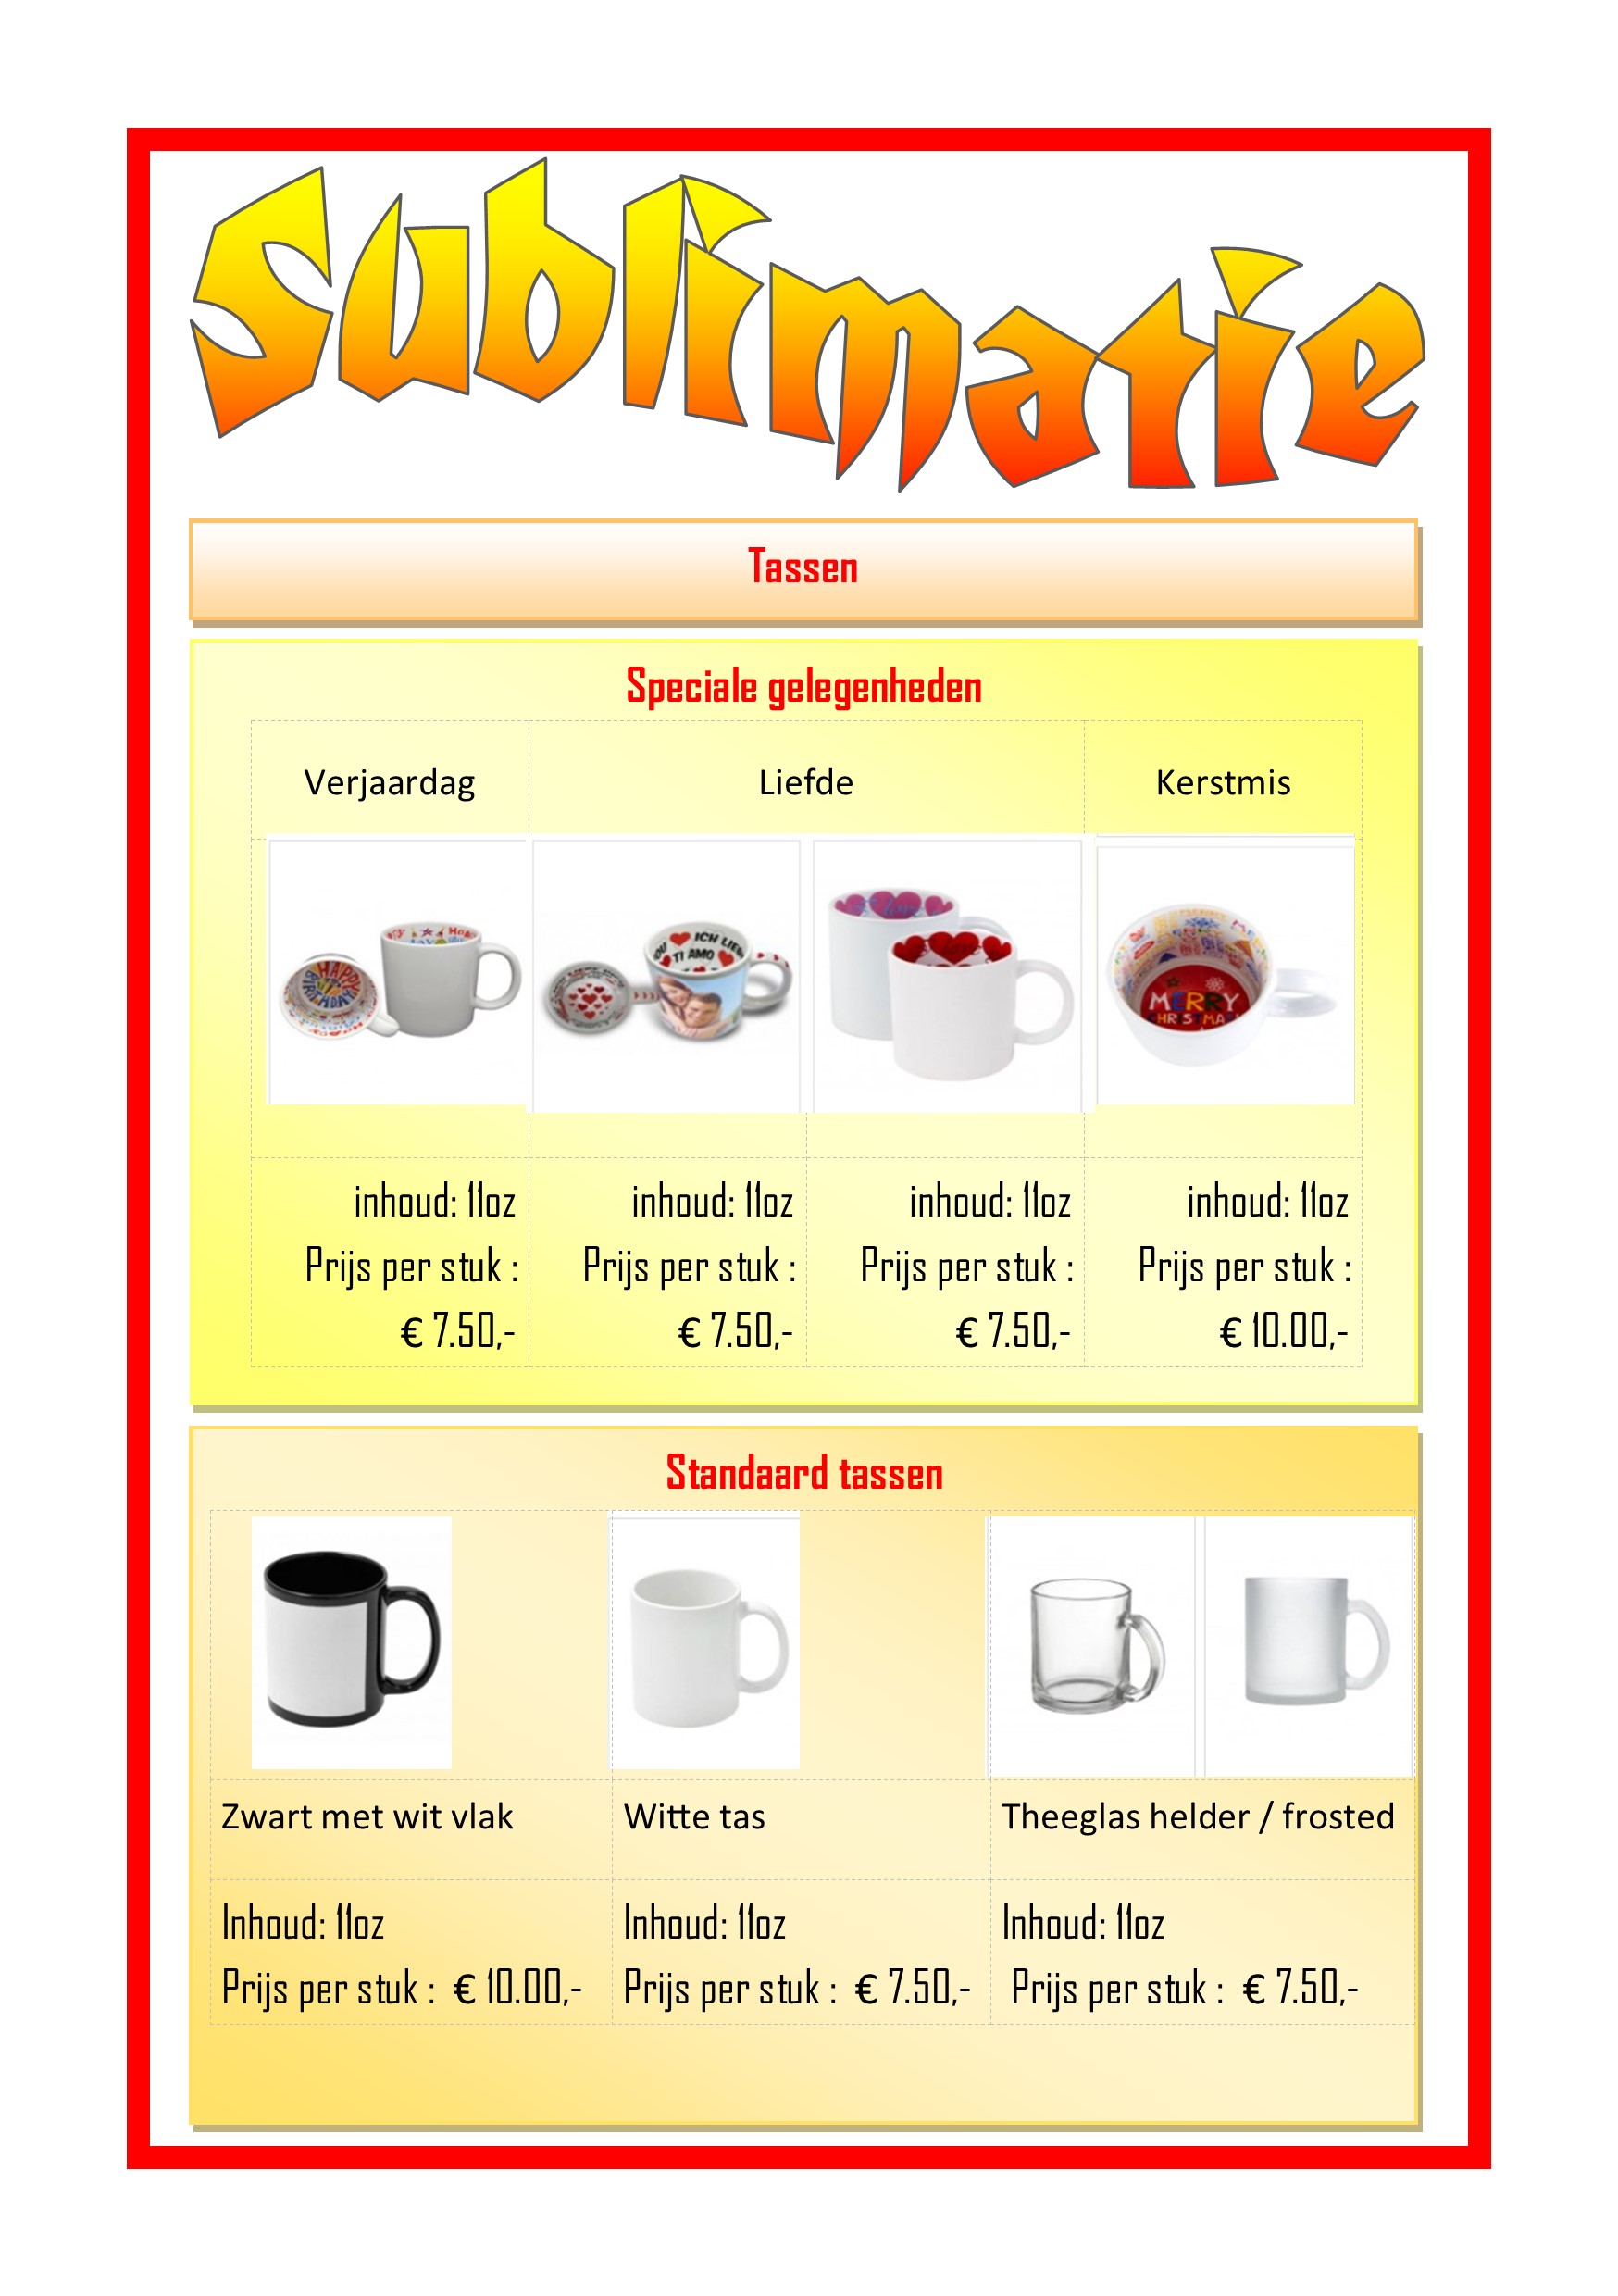 Sublimatie
Tassen
Speciale gelegenheden
Verjaardag
Liefde
Kerstmis
HAPPY
BIRTHDAY
ICH LIEB
TI AMO
MERRY
CHRISTMA
inhoud: 11oz
Prijs per stuk :
€ 7.50,-
inhoud: 11oz
Prijs per stuk :
€ 7.50,-
inhoud: 11oz
Prijs per stuk :
€ 7.50,-
inhoud: 11oz
Prijs per stuk :
€ 10.00,-
Standaard tassen
Zwart met wit vlak
Witte tas
Theeglas helder / frosted
Inhoud: 11oz
Prijs per stuk : € 10.00,-
Inhoud: 11oz
Prijs per stuk : € 7.50,-
Inhoud: 11oz
Prijs per stuk : € 7.50,-